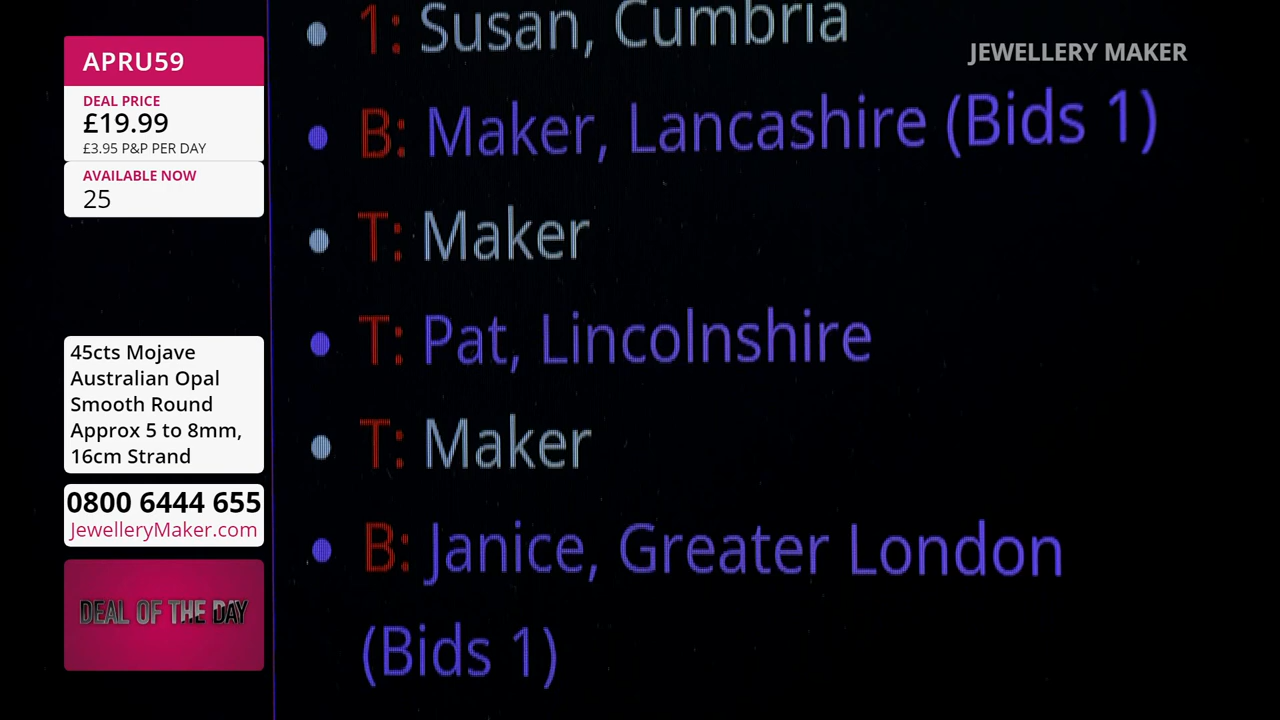 APRU59
DEAL PRICE
£19.99
£3.95 P&P PER DAY
AVAILABLE NOW
25
45cts Mojave
Australian Opal
Smooth Round
Approx 5 to 8mm,
16cm Strand
0800 6444 655
JewelleryMaker.com
DEAL OF THE DAY
JEWELLERY MAKER
• 1: Susan, Cumbria
• B: Maker, Lancashire (Bids 1)
• T: Maker
• T: Pat, Lincolnshire
• T: Maker
• B: Janice, Greater London
(Bids 1)